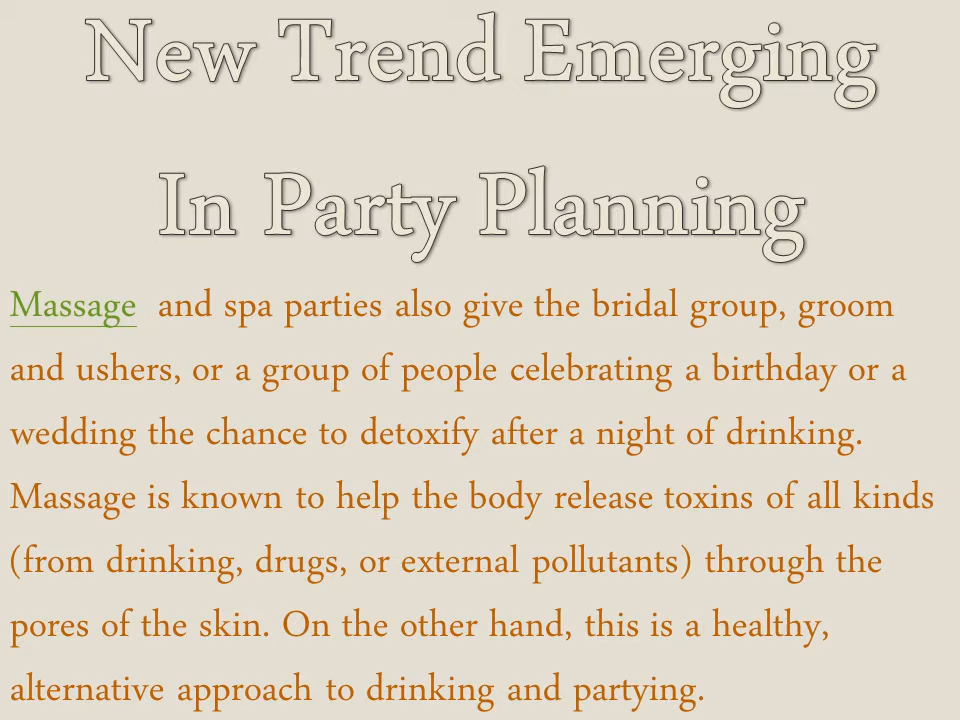 New Trend Emerging
In Party Planning
Massage and spa parties also give the bridal group, groom
and ushers, or a group of people celebrating a birthday or a
wedding the chance to detoxify after a night of drinking.
Massage is known to help the body release toxins of all kinds
(from drinking, drugs, or external pollutants) through the
pores of the skin. On the other hand, this is a healthy,
alternative approach to drinking and partying.